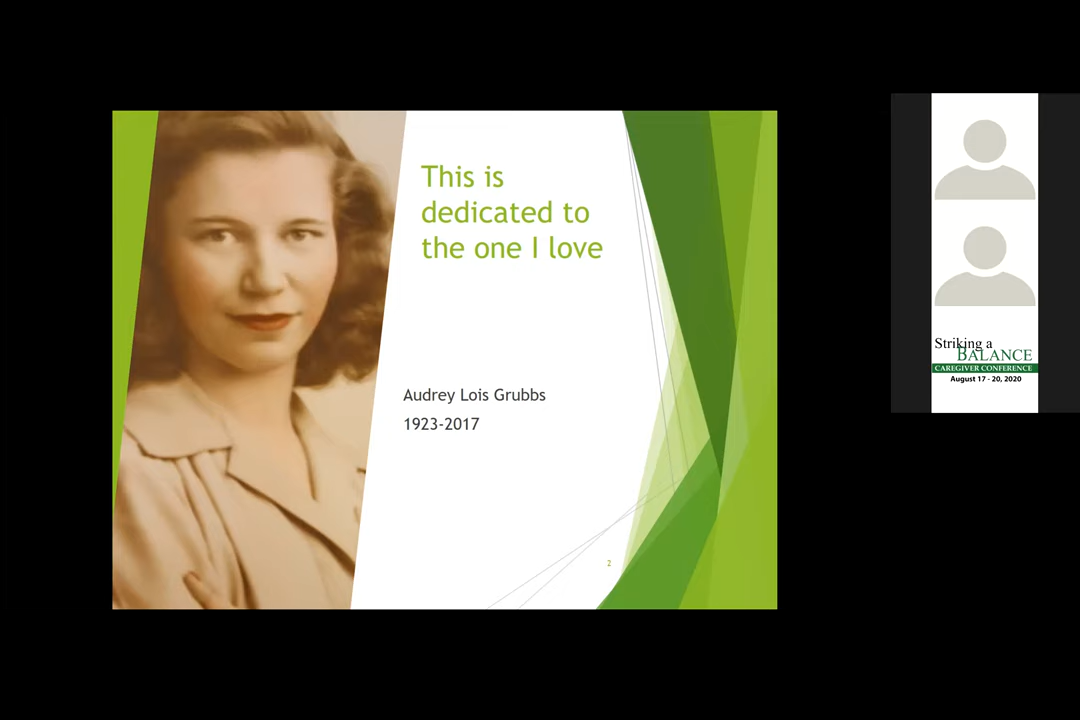 This is
dedicated to
the one I love
Audrey Lois Grubbs
1923-2017
2
Striking a
BALANCE
CAREGIVER CONFERENCE
August 17 - 20, 2020